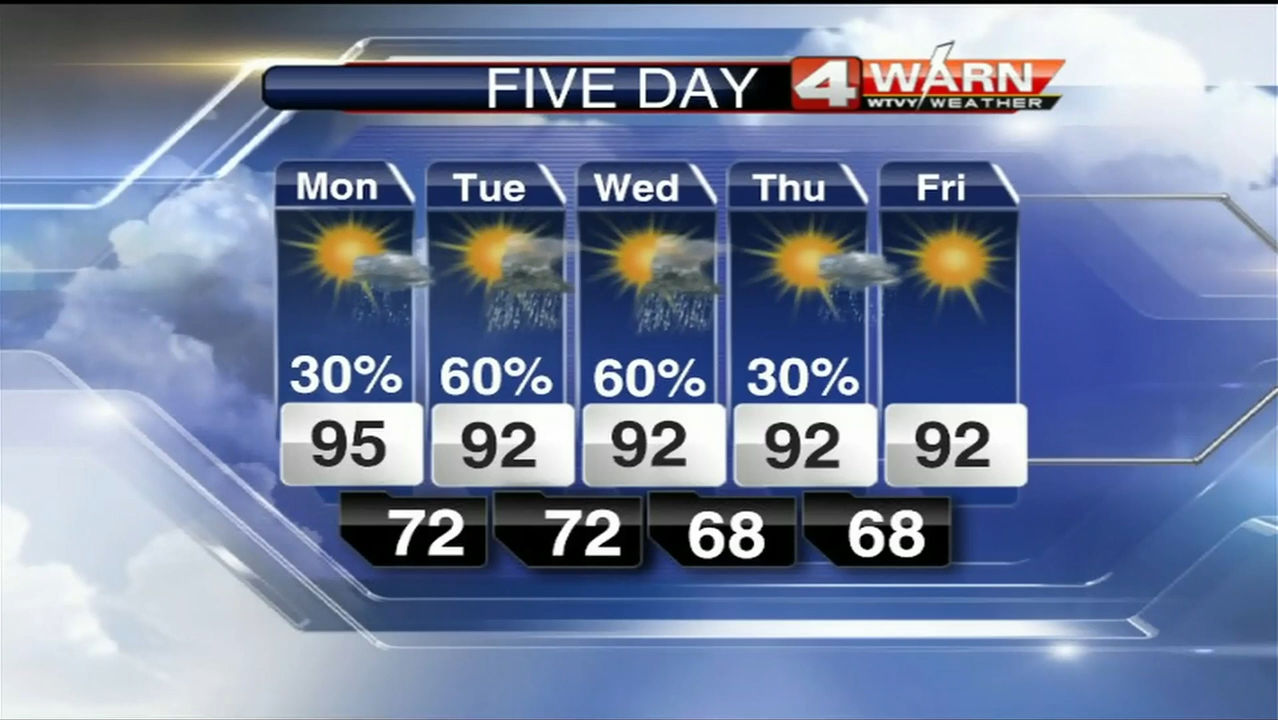 FIVE DAY 4 WARN
WTVY WEATHER
Mon Tue Wed Thu Fri
30% 60% 60% 30%
95 92 92 92 92
72 72 68 68